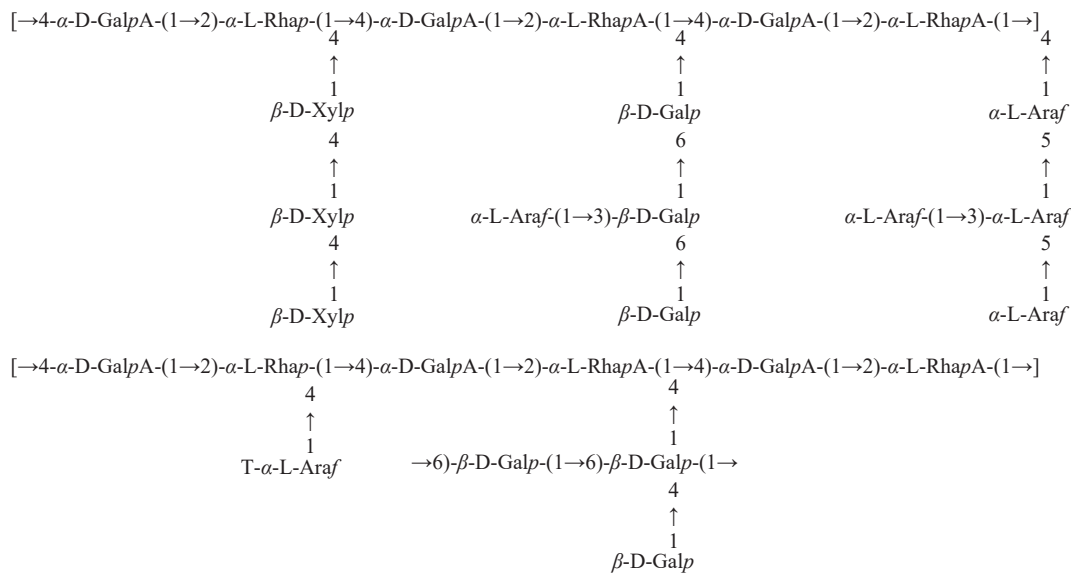 [→4-α-D-GalpA-(1→2)-α-L-Rhap-(1→4)-α-D-GalpA-(1→2)-α-L-RhapA-(1→4)-α-D-GalpA-(1→2)-α-L-RhapA-(1→]
4 4 4
↑ ↑ ↑
1 1 1
β-D-Xylp β-D-Galp α-L-Araf
4 6 5
↑ ↑ ↑
1 1 1
β-D-Xylp α-L-Araf-(1→3)-β-D-Galp α-L-Araf-(1→3)-α-L-Araf
4 6 5
↑ ↑ ↑
1 1 1
β-D-Xylp β-D-Galp α-L-Araf
[→4-α-D-GalpA-(1→2)-α-L-Rhap-(1→4)-α-D-GalpA-(1→2)-α-L-RhapA-(1→4)-α-D-GalpA-(1→2)-α-L-RhapA-(1→]
4 4
↑ ↑
1 1
T-α-L-Araf →6)-β-D-Galp-(1→6)-β-D-Galp-(1→
4
↑
1
β-D-Galp